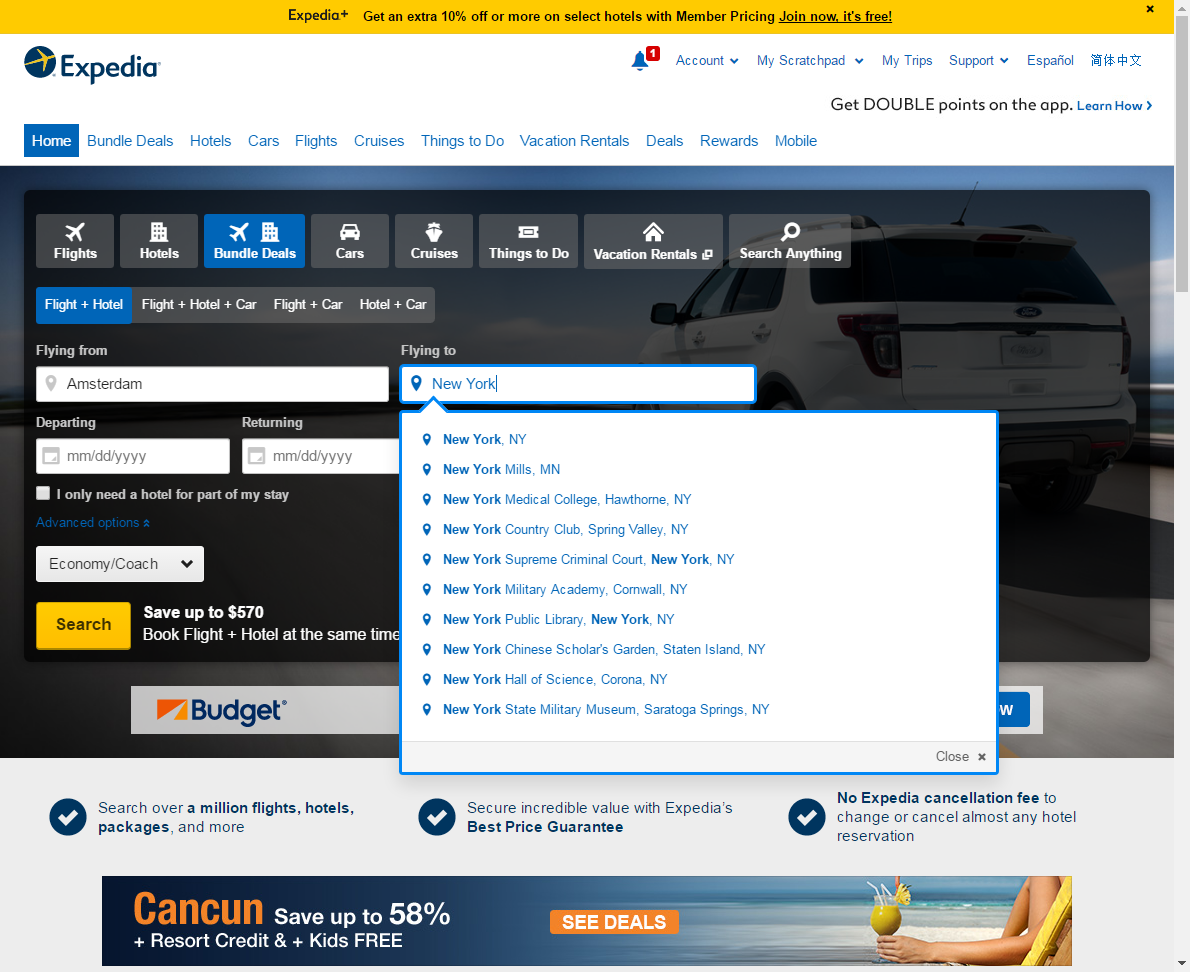 Expedia+ Get an extra 10% off or more on select hotels with Member Pricing Join now, it's free!
Expedia
1 Account My Scratchpad My Trips Support Español 简体中文
Get DOUBLE points on the app. Learn How
Home Bundle Deals Hotels Cars Flights Cruises Things to Do Vacation Rentals Deals Rewards Mobile
Flights Hotels Bundle Deals Cars Cruises Things to Do Vacation Rentals Search Anything
Flight + Hotel Flight + Hotel + Car Flight + Car Hotel + Car
Flying from Flying to
Amsterdam New York
Departing Returning
mm/dd/yyyy mm/dd/yyyy
I only need a hotel for part of my stay
Advanced options
Economy/Coach
Search
Save up to $570
Book Flight + Hotel at the same time
New York, NY
New York Mills, MN
New York Medical College, Hawthorne, NY
New York Country Club, Spring Valley, NY
New York Supreme Criminal Court, New York, NY
New York Military Academy, Cornwall, NY
New York Public Library, New York, NY
New York Chinese Scholar's Garden, Staten Island, NY
New York Hall of Science, Corona, NY
New York State Military Museum, Saratoga Springs, NY
Close
Budget
Search over a million flights, hotels,
packages, and more
Secure incredible value with Expedia's
Best Price Guarantee
No Expedia cancellation fee to
change or cancel almost any hotel
reservation
Cancun Save up to 58%
+ Resort Credit & + Kids FREE
SEE DEALS